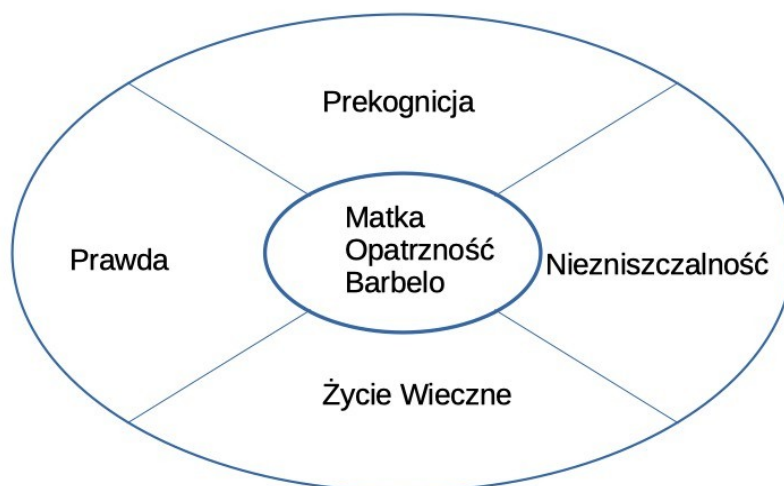 Prekognicja
Prawda
Matka
Opatrzność
Barbelo
Niezniszczalność
Życie Wieczne